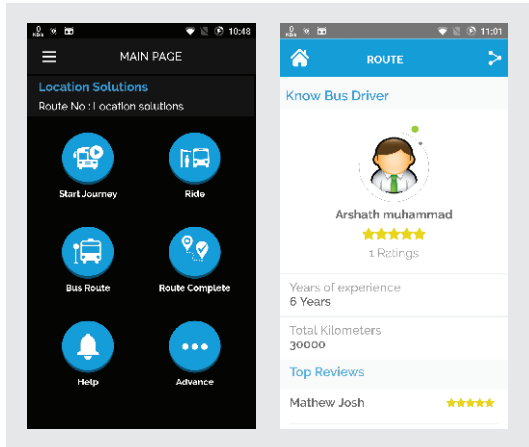 10:48
MAIN PAGE
Location Solutions
Route No : Location solutions
Start Journey
Ride
Bus Route
Route Complete
Help
Advance
11:01
ROUTE
Know Bus Driver
Arshath muhammad
1 Ratings
Years of experience
6 Years
Total Kilometers
30000
Top Reviews
Mathew Josh